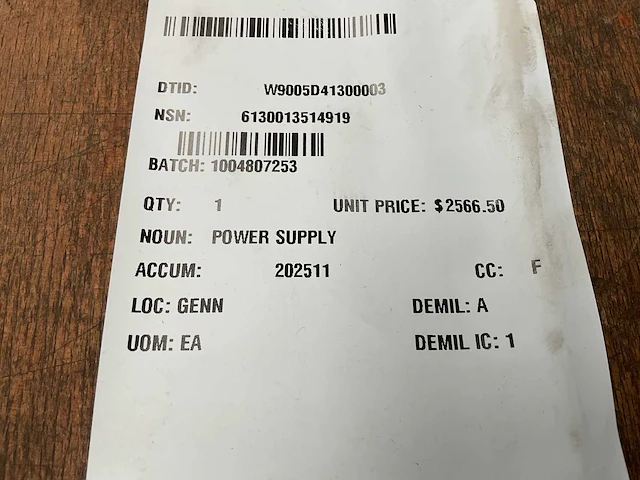 DTID: W9005D41300003
NSN: 6130013514919
BATCH: 1004807253
QTY: 1 UNIT PRICE: $2566.50
NOUN: POWER SUPPLY
ACCUM: 202511 CC: F
LOC: GENN DEMIL: A
UOM: EA DEMIL IC: 1